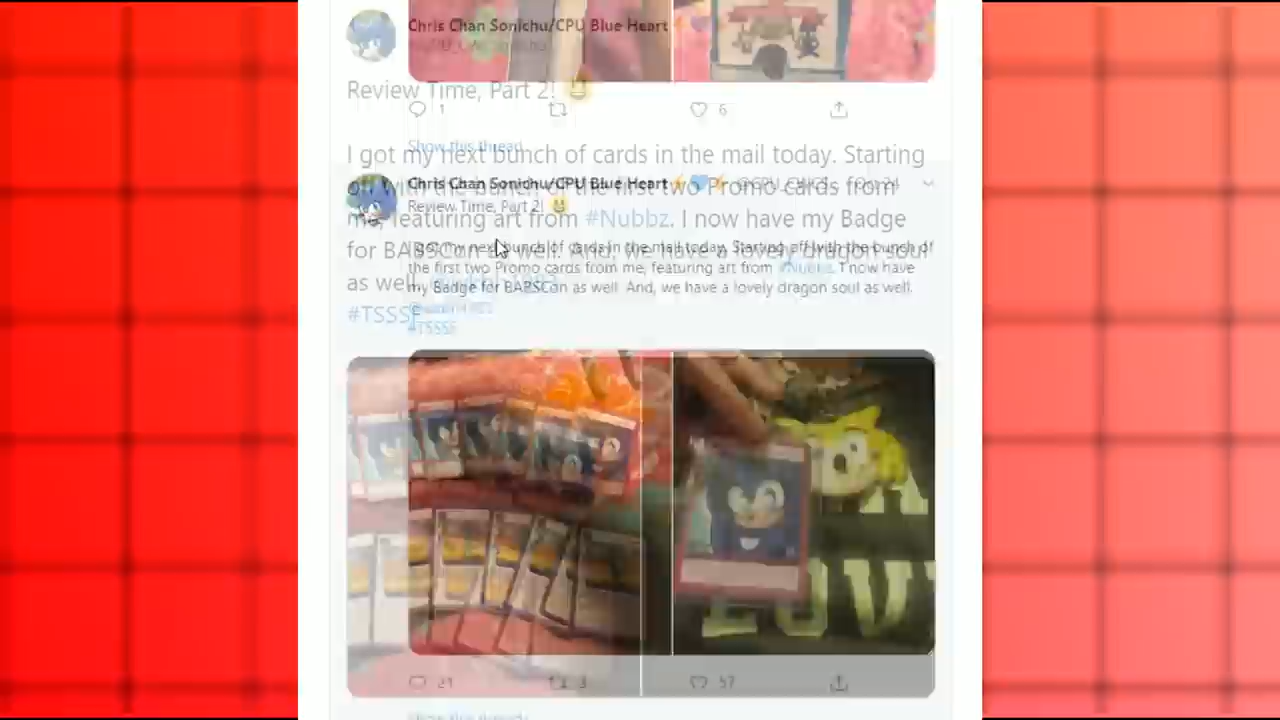 Chris Chan Sonichu/CPU Blue Heart
Review Time, Part 2!
1
6
Show this thread
I got my next bunch of cards in the mail today. Starting
off with the bunch of the first two Promo cards from
me, featuring art from #Nubbz. I now have my Badge
for BABSCon as well. And, we have a lovely dragon soul
as well.
#TSSSF
Chris Chan Sonichu/CPU Blue Heart
Review Time, Part 2!
I got my next bunch of cards in the mail today. Starting off with the bunch of
the first two Promo cards from me, featuring art from #Nubbz. I now have
my Badge for BABSCon as well. And, we have a lovely dragon soul as well.
#TSSSF
21
3
57
Show this thread